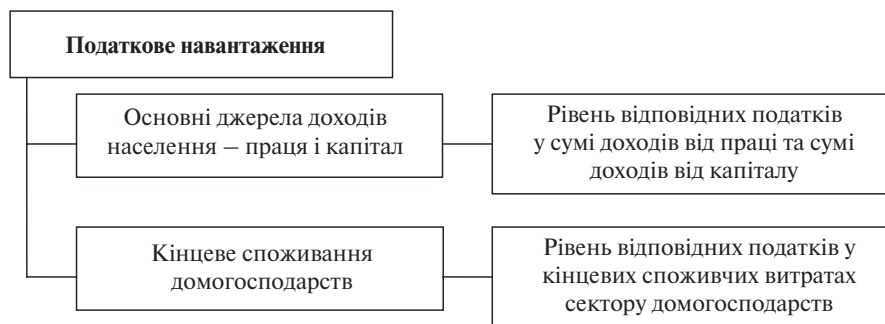 Податкове навантаження
Основні джерела доходів
населення – праця і капітал
Рівень відповідних податків
у сумі доходів від праці та сумі
доходів від капіталу
Кінцеве споживання
домогосподарств
Рівень відповідних податків у
кінцевих споживчих витратах
сектору домогосподарств